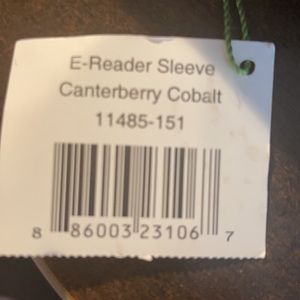 E-Reader Sleeve
Canterberry Cobalt
11485-151
8 86003 23106 7